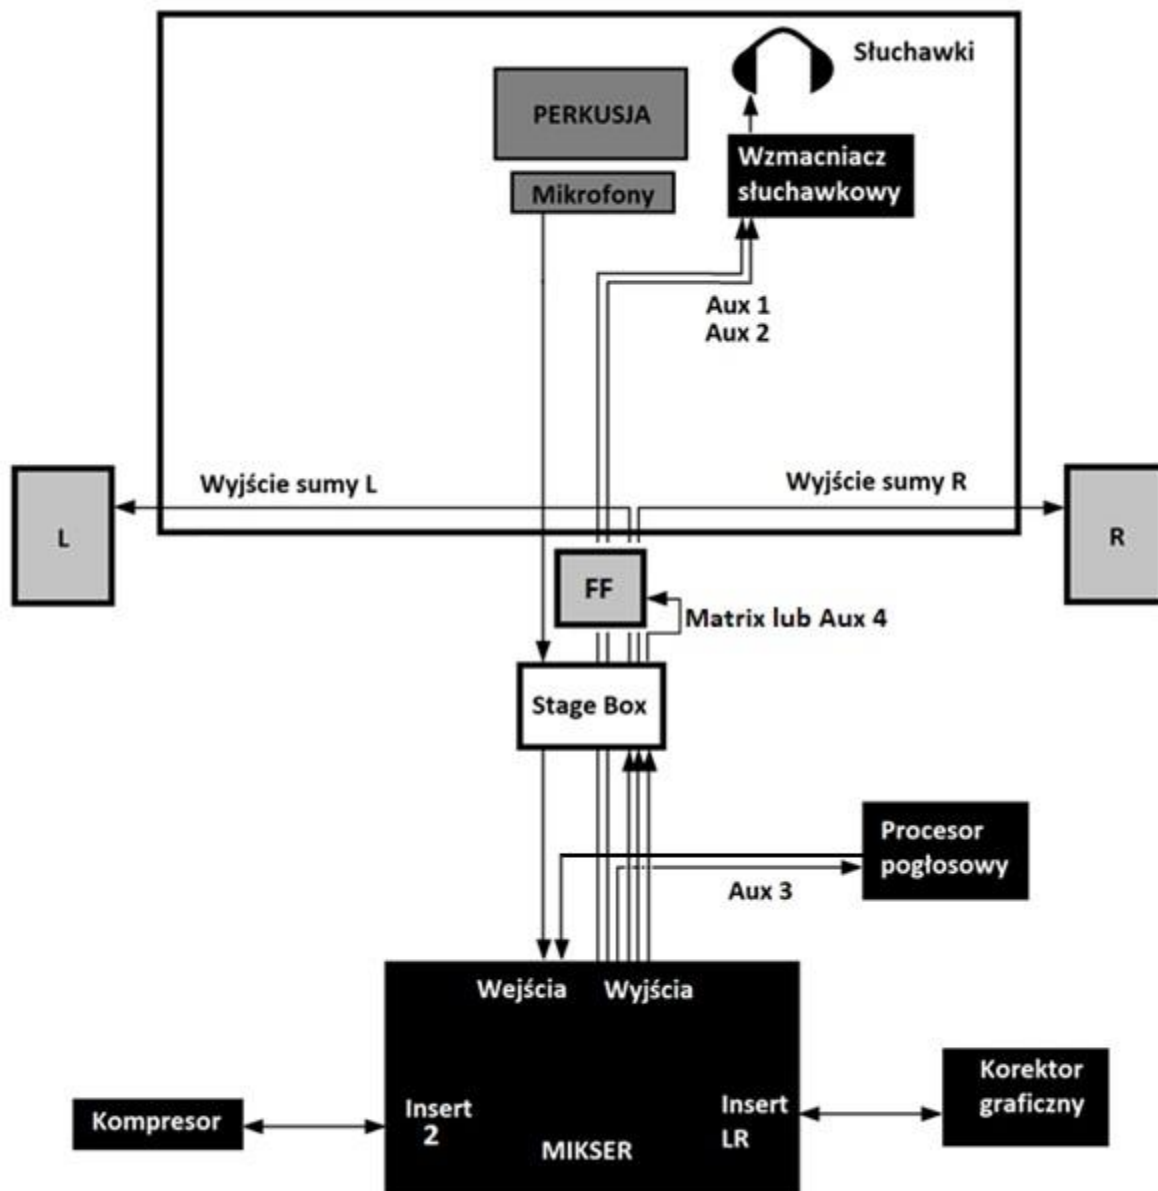 Słuchawki
PERKUSJA
Mikrofony
Wzmacniacz
słuchawkowy
Aux 1
Aux 2
Wyjście sumy L
Wyjście sumy R
L
R
FF
Matrix lub Aux 4
Stage Box
Procesor
pogłosowy
Aux 3
Wejścia
Wyjścia
Kompresor
Insert
2
MIKSER
Insert
LR
Korektor
graficzny